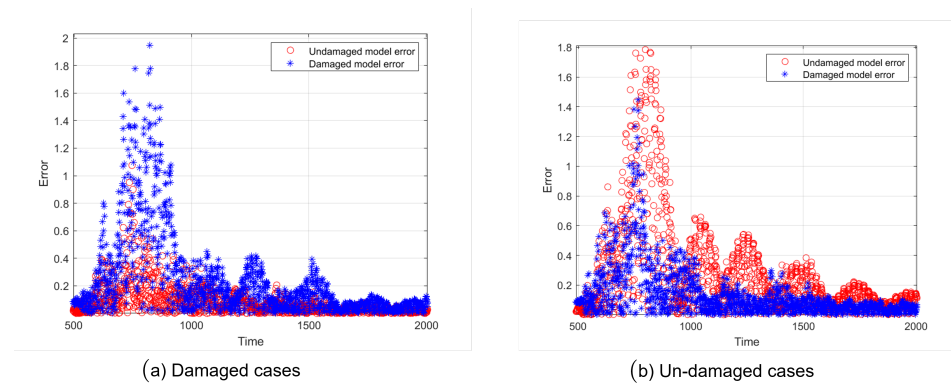 2
1.8
1.6
1.4
1.2
1
0.8
0.6
0.4
0.2
Error
500
1000
1500
2000
Time
Undamaged model error
Damaged model error
(a) Damaged cases
1.8
1.6
1.4
1.2
1
0.8
0.6
0.4
0.2
Error
500
1000
1500
2000
Time
Undamaged model error
Damaged model error
(b) Un-damaged cases